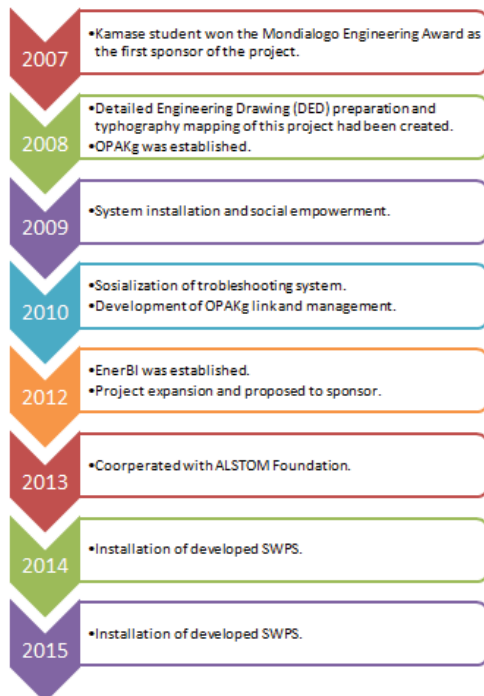 2007
•Kamase student won the Mondialogo Engineering Award as
the first sponsor of the project.
2008
•Detailed Engineering Drawing (DED) preparation and
typhography mapping of this project had been created.
•OPAKg was established.
2009
•System installation and social empowerment.
2010
•Sosialization of trobleshooting system.
•Development of OPAKg link and management.
2012
•EnerBI was established.
•Project expansion and proposed to sponsor.
2013
•Coorperated with ALSTOM Foundation.
2014
•Installation of developed SWPS.
2015
•Installation of developed SWPS.